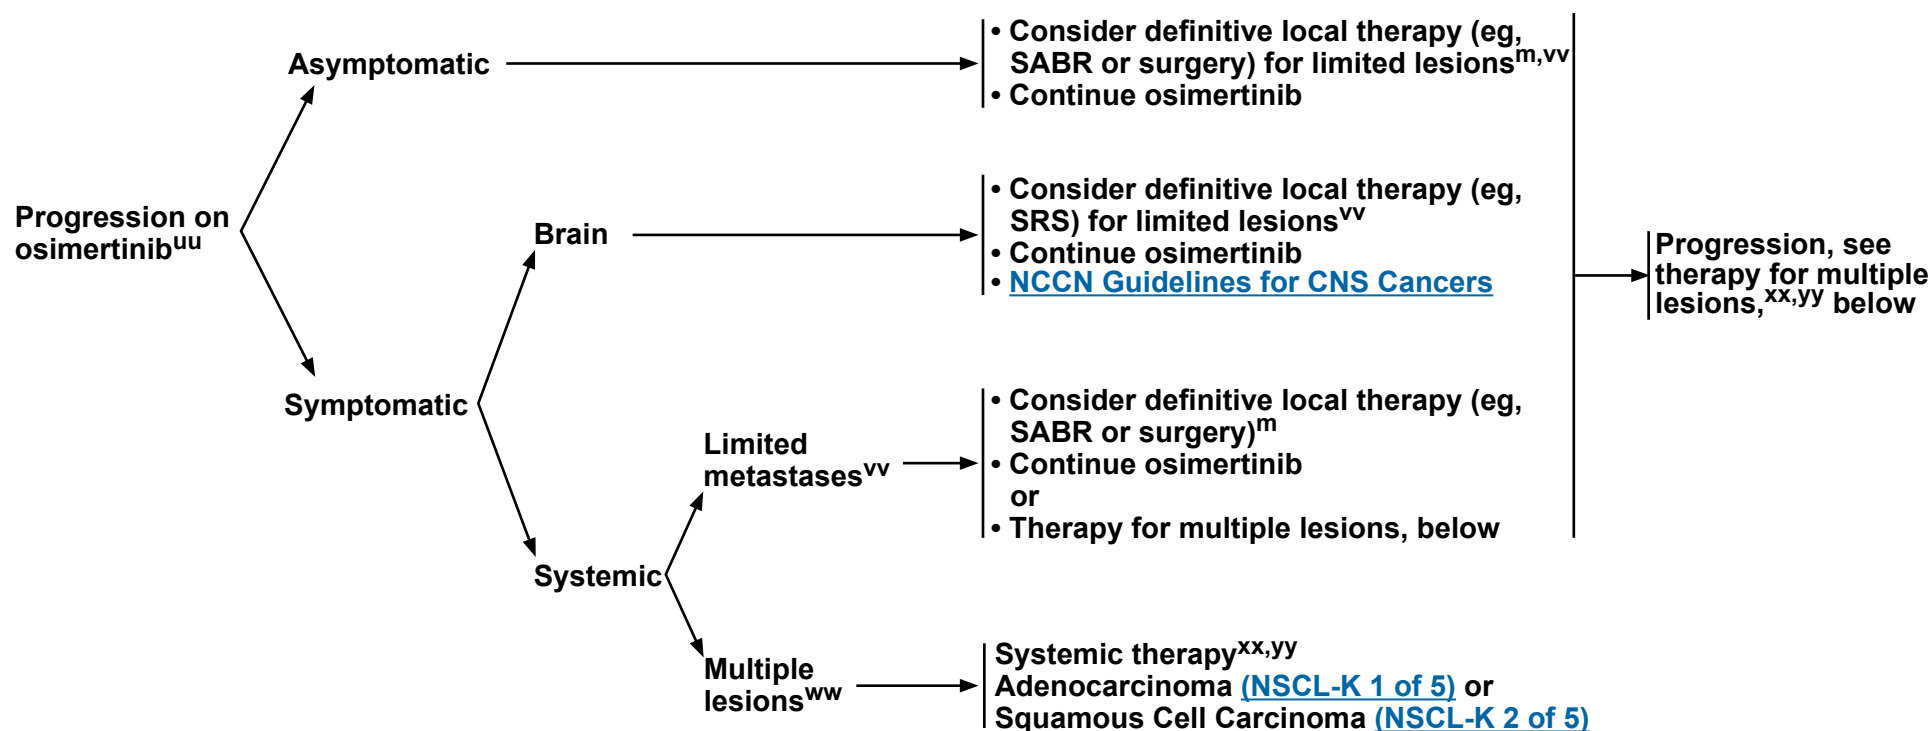 Asymptomatic
• Consider definitive local therapy (eg,
SABR or surgery) for limited lesionsm,vv
• Continue osimertinib
Progression on
osimertinibuu
Brain
• Consider definitive local therapy (eg,
SRS) for limited lesionsvv
• Continue osimertinib
• NCCN Guidelines for CNS Cancers
Progression, see
therapy for multiple
lesions,xx,yy below
Symptomatic
Limited
metastasesvv
• Consider definitive local therapy (eg,
SABR or surgery)m
• Continue osimertinib
or
• Therapy for multiple lesions, below
Systemic
Multiple
lesionsww
Systemic therapyxx,yy
Adenocarcinoma (NSCL-K 1 of 5) or
Squamous Cell Carcinoma (NSCL-K 2 of 5)